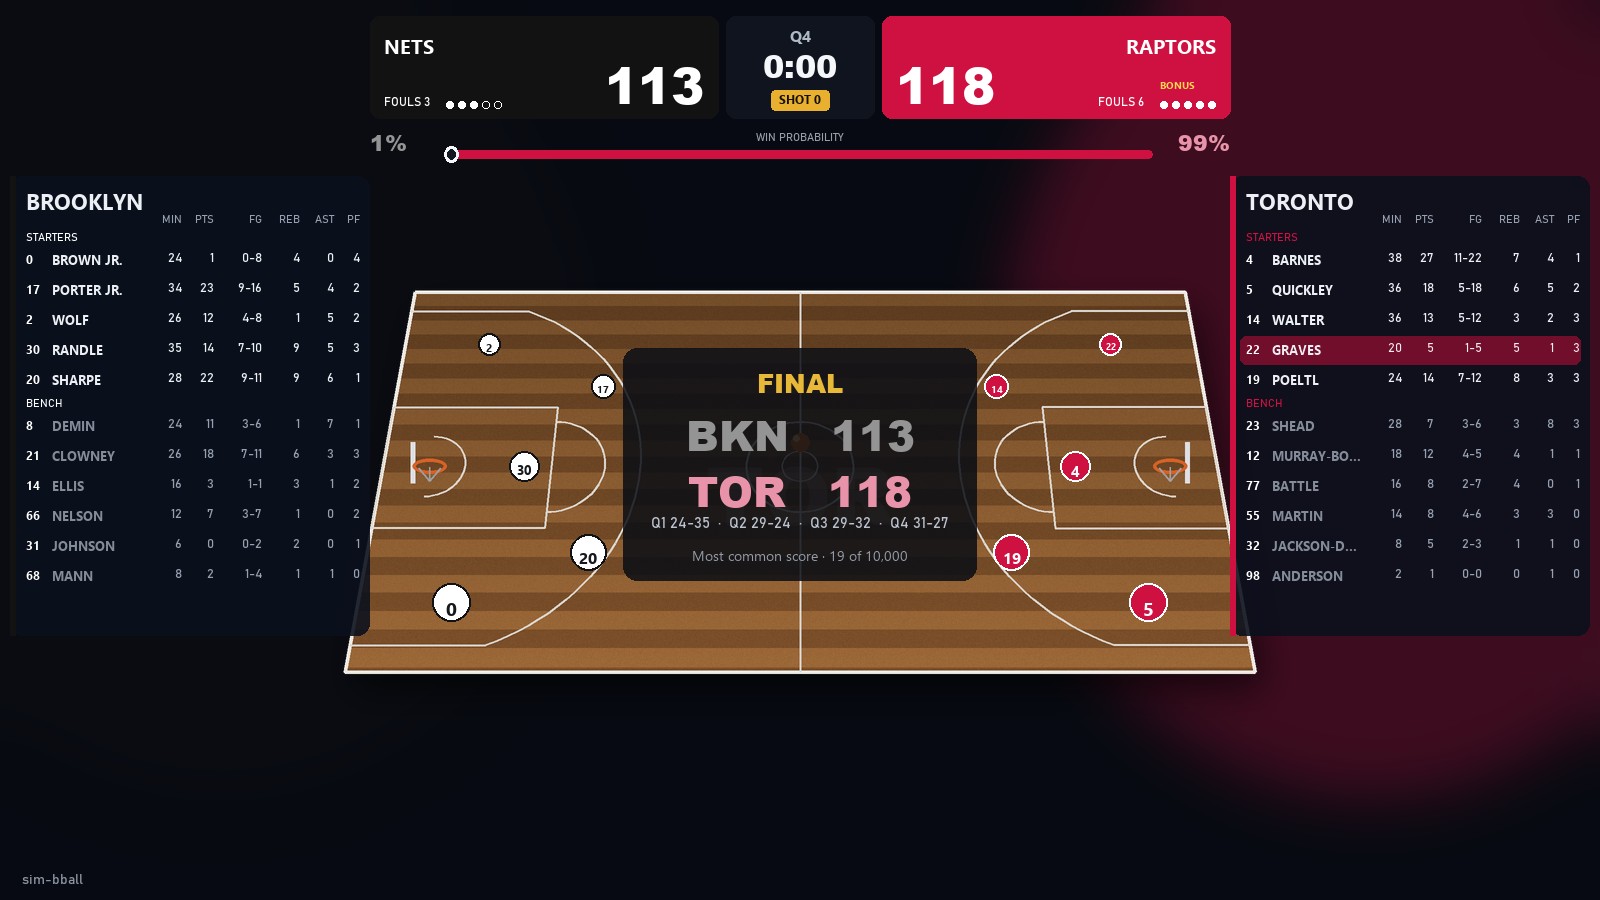 NETS
FOULS 3
113
Q4
0:00
SHOT 0
RAPTORS
118
BONUS
FOULS 6
1%
WIN PROBABILITY
99%
BROOKLYN
MIN PTS FG REB AST PF
STARTERS
0 BROWN JR. 24 1 0-8 4 0 4
17 PORTER JR. 34 23 9-16 5 4 2
2 WOLF 26 12 4-8 1 5 2
30 RANDLE 35 14 7-10 9 5 3
20 SHARPE 28 22 9-11 9 6 1
BENCH
8 DEMIN 24 11 3-6 1 7 1
21 CLOWNEY 26 18 7-11 6 3 3
14 ELLIS 16 3 1-1 3 1 2
66 NELSON 12 7 3-7 1 0 2
31 JOHNSON 6 0 0-2 2 0 1
68 MANN 8 2 1-4 1 1 0
TORONTO
MIN PTS FG REB AST PF
STARTERS
4 BARNES 38 27 11-22 7 4 1
5 QUICKLEY 36 18 5-18 6 5 2
14 WALTER 36 13 5-12 3 2 3
22 GRAVES 20 5 1-5 5 1 3
19 POELTL 24 14 7-12 8 3 3
BENCH
23 SHEAD 28 7 3-6 3 8 3
12 MURRAY-BO... 18 12 4-5 4 1 1
77 BATTLE 16 8 2-7 4 0 1
55 MARTIN 14 8 4-6 3 3 0
32 JACKSON-D... 8 5 2-3 1 1 0
98 ANDERSON 2 1 0-0 0 1 0
2
17
30
20
0
22
14
4
19
5
FINAL
BKN 113
TOR 118
Q1 24-35 · Q2 29-24 · Q3 29-32 · Q4 31-27
Most common score · 19 of 10,000
sim-bball